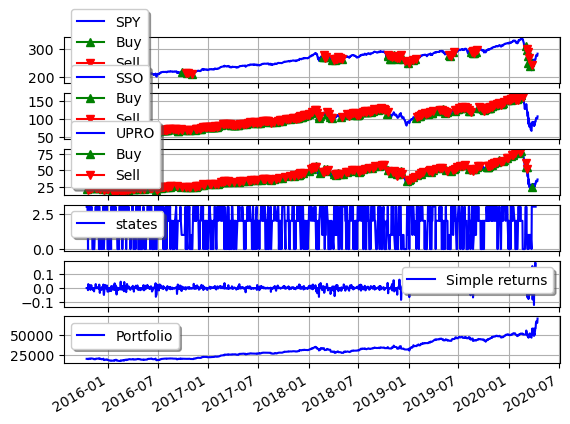 SPY
Buy
Sell
300
200
SSO
Buy
Sell
150
100
50
UPRO
Buy
Sell
75
50
25
states
2.5
0.0
Simple returns
0.1
0.0
−0.1
Portfolio
50000
25000
2016-01
2016-07
2017-01
2017-07
2018-01
2018-07
2019-01
2019-07
2020-01
2020-07